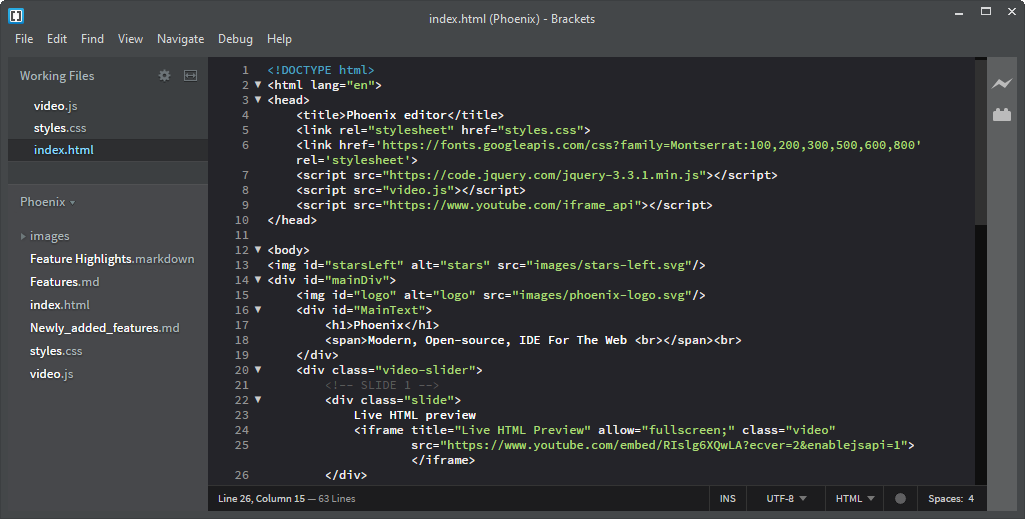 index.html (Phoenix) - Brackets
File Edit Find View Navigate Debug Help
Working Files
video.js
styles.css
index.html
Phoenix
images
Feature Highlights.markdown
Features.md
index.html
Newly_added_features.md
styles.css
video.js
1 <!DOCTYPE html>
2 <html lang="en">
3 <head>
4 <title>Phoenix editor</title>
5 <link rel="stylesheet" href="styles.css">
6 <link href='https://fonts.googleapis.com/css?family=Montserrat:100,200,300,500,600,800'
rel='stylesheet'>
7 <script src="https://code.jquery.com/jquery-3.3.1.min.js"></script>
8 <script src="video.js"></script>
9 <script src="https://www.youtube.com/iframe_api"></script>
10 </head>
11
12 <body>
13 <img id="starsLeft" alt="stars" src="images/stars-left.svg"/>
14 <div id="mainDiv">
15 <img id="logo" alt="logo" src="images/phoenix-logo.svg"/>
16 <div id="MainText">
17 <h1>Phoenix</h1>
18 <span>Modern, Open-source, IDE For The Web <br></span><br>
19 </div>
20 <div class="video-slider">
21 <!-- SLIDE 1 -->
22 <div class="slide">
23 Live HTML preview
24 <iframe title="Live HTML Preview" allow="fullscreen;" class="video"
25 src="https://www.youtube.com/embed/RIslg6XQwLA?ecver=2&enablejsapi=1">
</iframe>
26 </div>
Line 26, Column 15 — 63 Lines INS UTF-8 HTML Spaces: 4